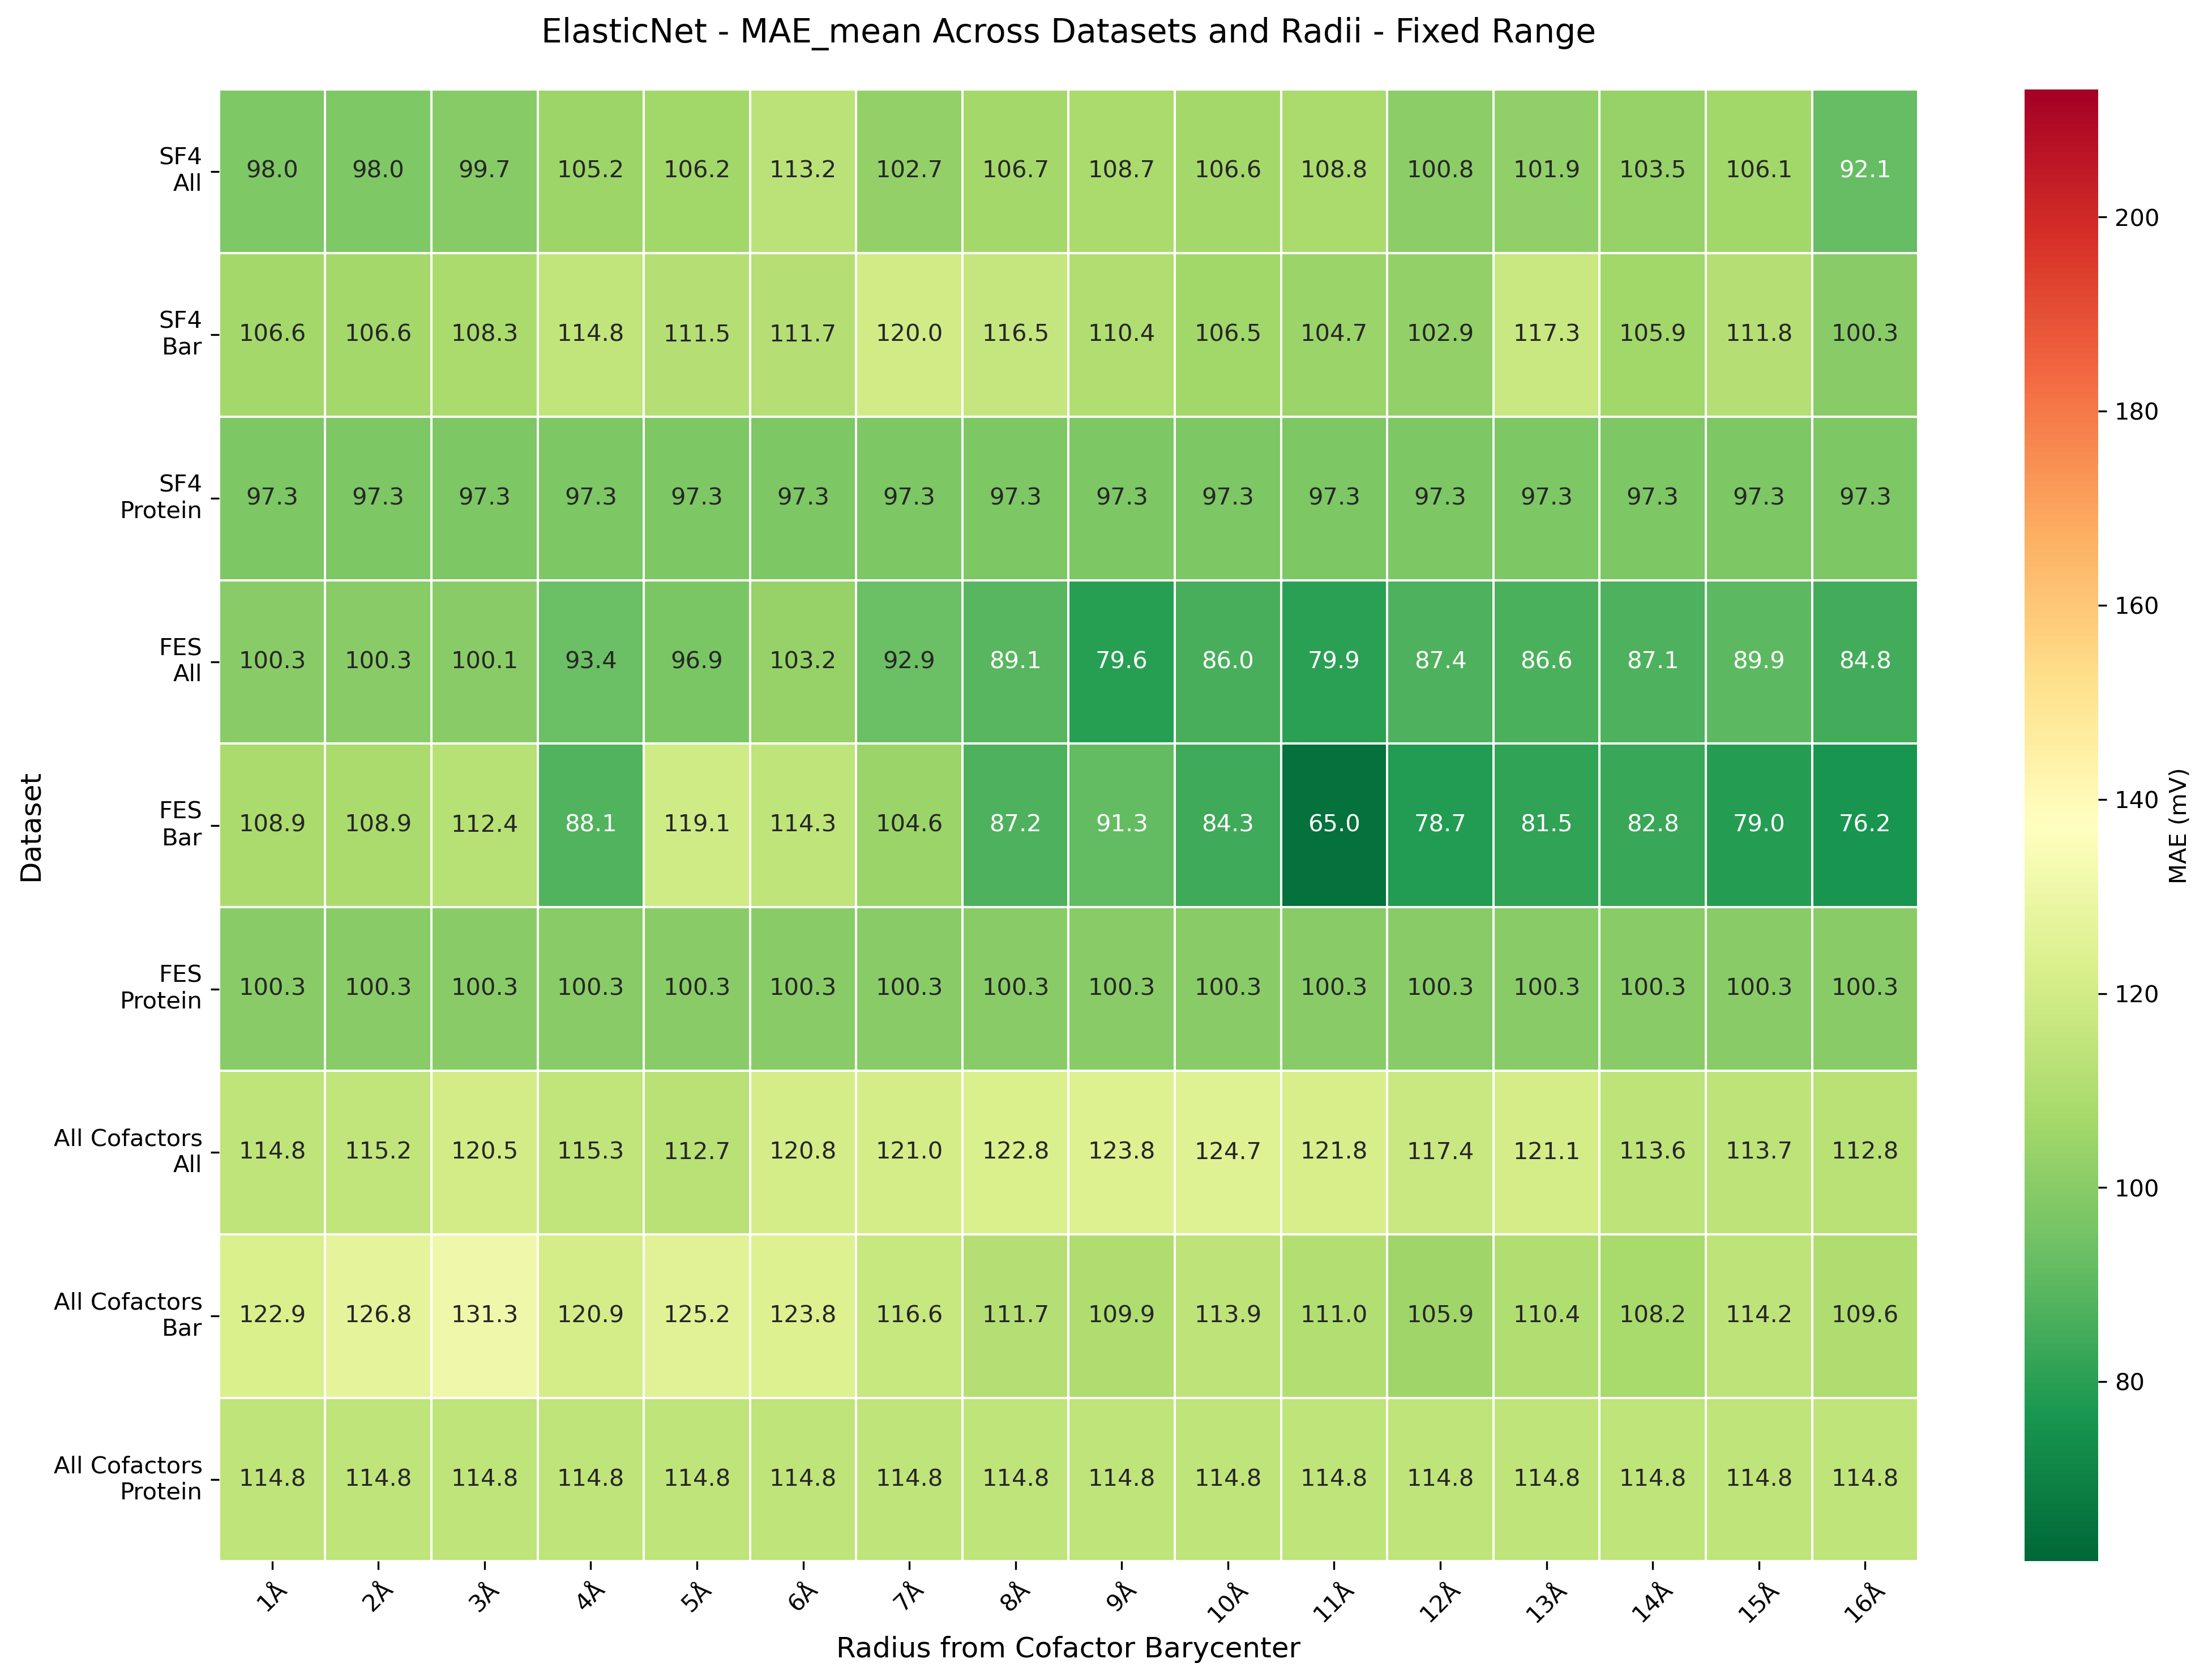 ElasticNet - MAE_mean Across Datasets and Radii - Fixed Range
Dataset
SF4
All
98.0 98.0 99.7 105.2 106.2 113.2 102.7 106.7 108.7 106.6 108.8 100.8 101.9 103.5 106.1 92.1
SF4
Bar
106.6 106.6 108.3 114.8 111.5 111.7 120.0 116.5 110.4 106.5 104.7 102.9 117.3 105.9 111.8 100.3
SF4
Protein
97.3 97.3 97.3 97.3 97.3 97.3 97.3 97.3 97.3 97.3 97.3 97.3 97.3 97.3 97.3 97.3
FES
All
100.3 100.3 100.1 93.4 96.9 103.2 92.9 89.1 79.6 86.0 79.9 87.4 86.6 87.1 89.9 84.8
FES
Bar
108.9 108.9 112.4 88.1 119.1 114.3 104.6 87.2 91.3 84.3 65.0 78.7 81.5 82.8 79.0 76.2
FES
Protein
100.3 100.3 100.3 100.3 100.3 100.3 100.3 100.3 100.3 100.3 100.3 100.3 100.3 100.3 100.3 100.3
All Cofactors
All
114.8 115.2 120.5 115.3 112.7 120.8 121.0 122.8 123.8 124.7 121.8 117.4 121.1 113.6 113.7 112.8
All Cofactors
Bar
122.9 126.8 131.3 120.9 125.2 123.8 116.6 111.7 109.9 113.9 111.0 105.9 110.4 108.2 114.2 109.6
All Cofactors
Protein
114.8 114.8 114.8 114.8 114.8 114.8 114.8 114.8 114.8 114.8 114.8 114.8 114.8 114.8 114.8 114.8
1Å 2Å 3Å 4Å 5Å 6Å 7Å 8Å 9Å 10Å 11Å 12Å 13Å 14Å 15Å 16Å
Radius from Cofactor Barycenter
200
180
160
140
120
100
80
MAE (mV)